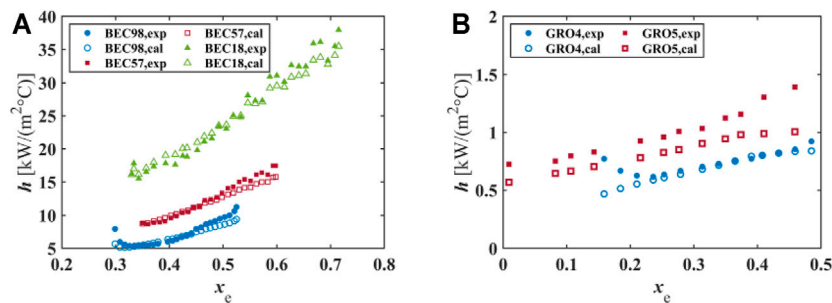 A
BEC98,exp
BEC98,cal
BEC57,exp
BEC57,cal
BEC18,exp
BEC18,cal
h [kW/(m²°C)]
40
35
30
25
20
15
10
5
0.2
0.3
0.4
0.5
0.6
0.7
0.8
xₑ
B
GRO4,exp
GRO4,cal
GRO5,exp
GRO5,cal
h [kW/(m²°C)]
2
1.5
1
0.5
0
0
0.1
0.2
0.3
0.4
0.5
xₑ